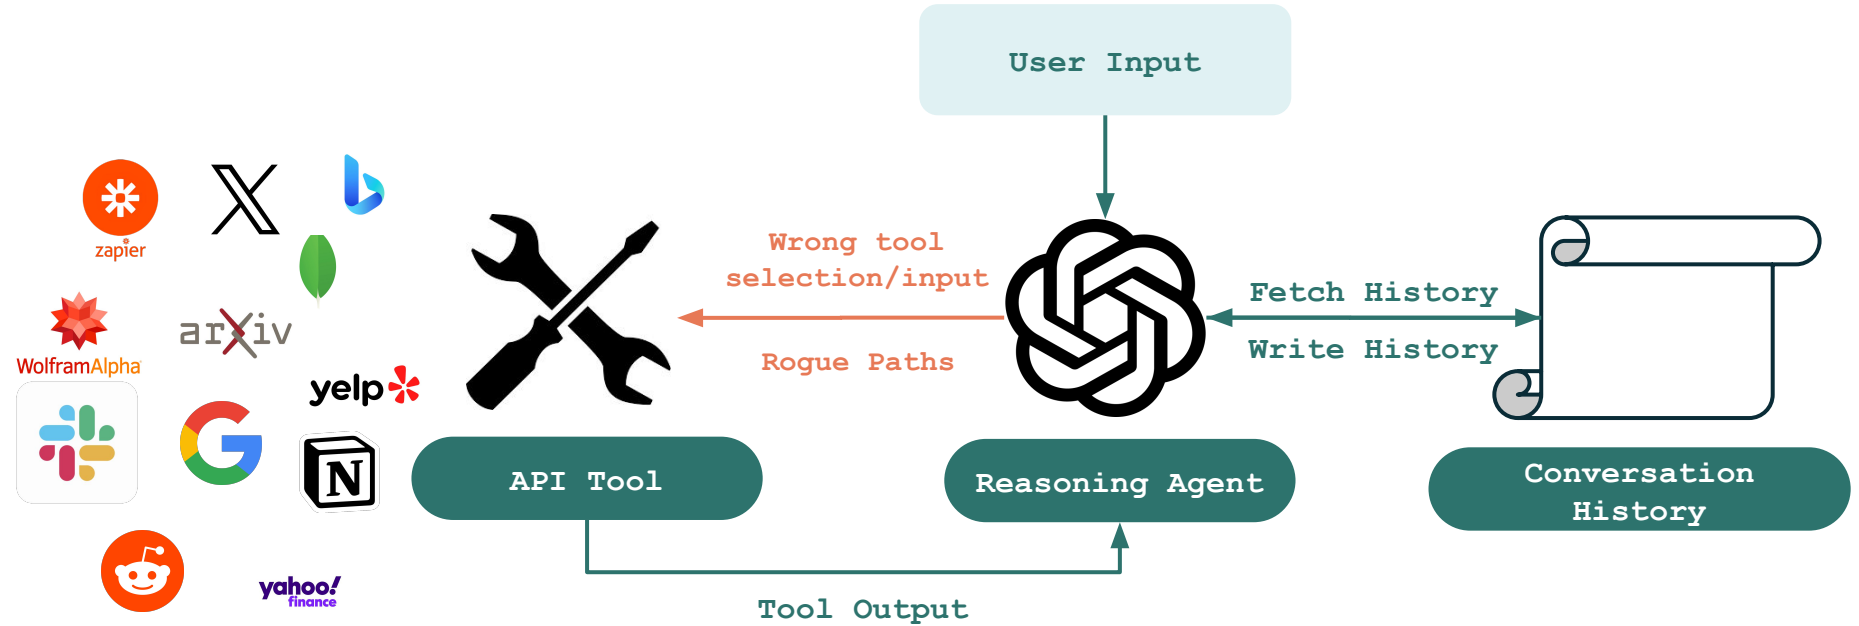 User Input
zapier
WolframAlpha
arXiv
yelp
N
yahoo!
finance
Wrong tool
selection/input
Rogue Paths
Fetch History
Write History
API Tool
Reasoning Agent
Conversation
History
Tool Output